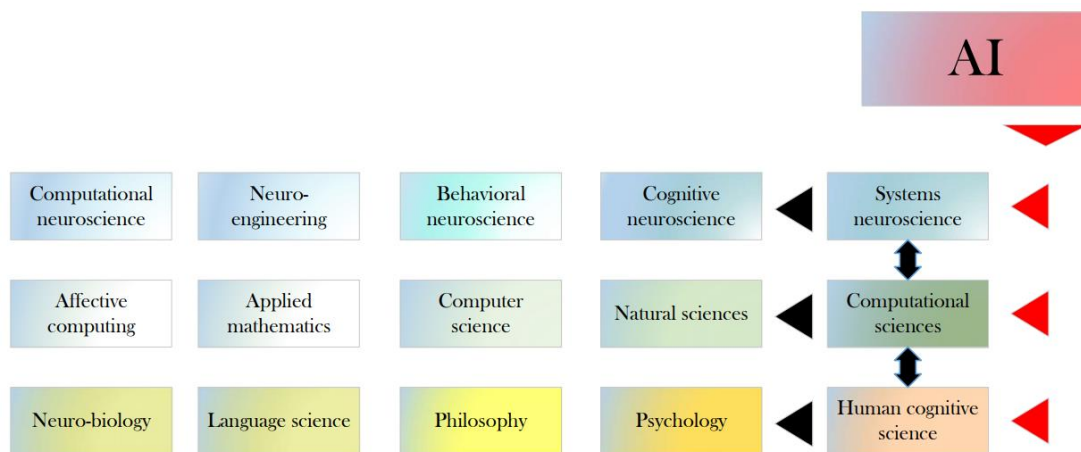 AI
Computational
neuroscience
Neuro-
engineering
Behavioral
neuroscience
Cognitive
neuroscience
Systems
neuroscience
Affective
computing
Applied
mathematics
Computer
science
Natural sciences
Computational
sciences
Neuro-biology
Language science
Philosophy
Psychology
Human cognitive
science